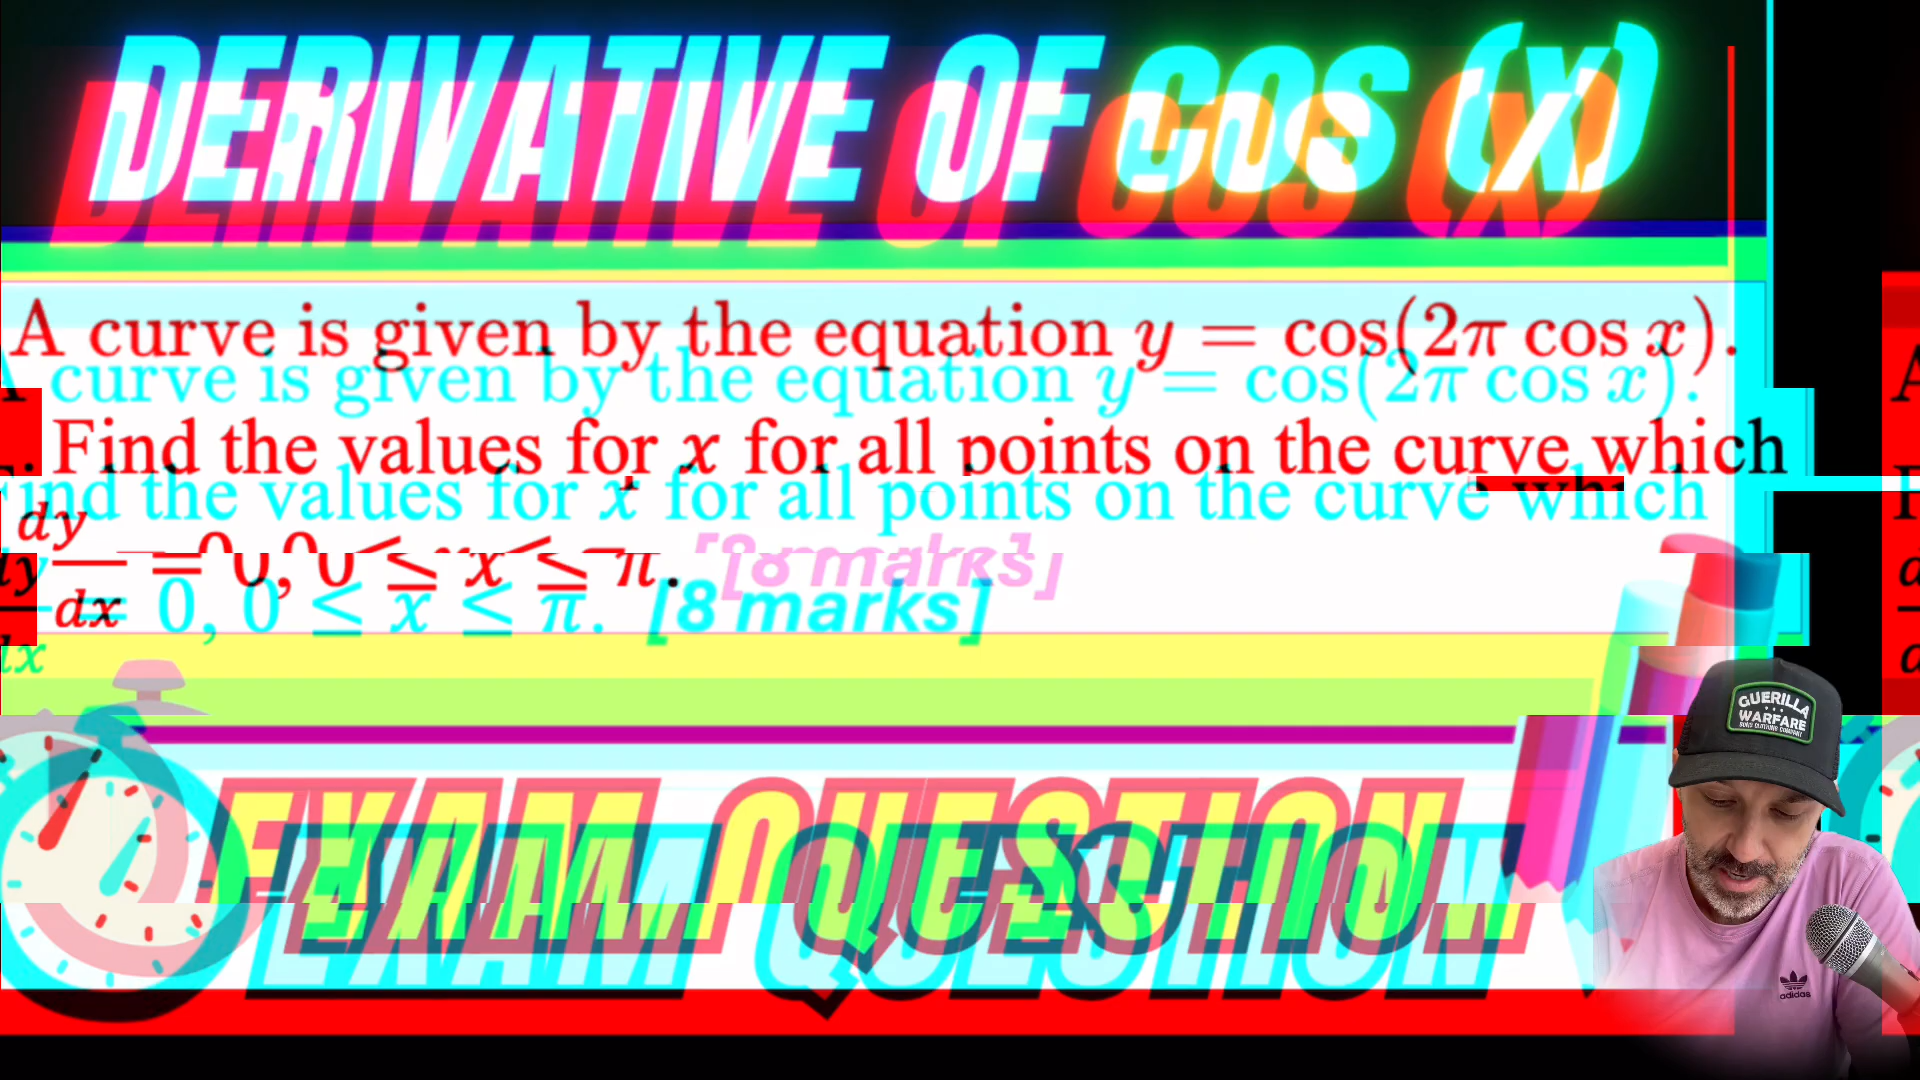 DERIVATIVE OF COS (X)
A curve is given by the equation y = cos(2π cos x).
Find the values for x for all points on the curve which
dy/dx = 0, 0 ≤ x ≤ π. [8 marks]
EXAM QUESTION
GUERILLA
WARFARE
adidas